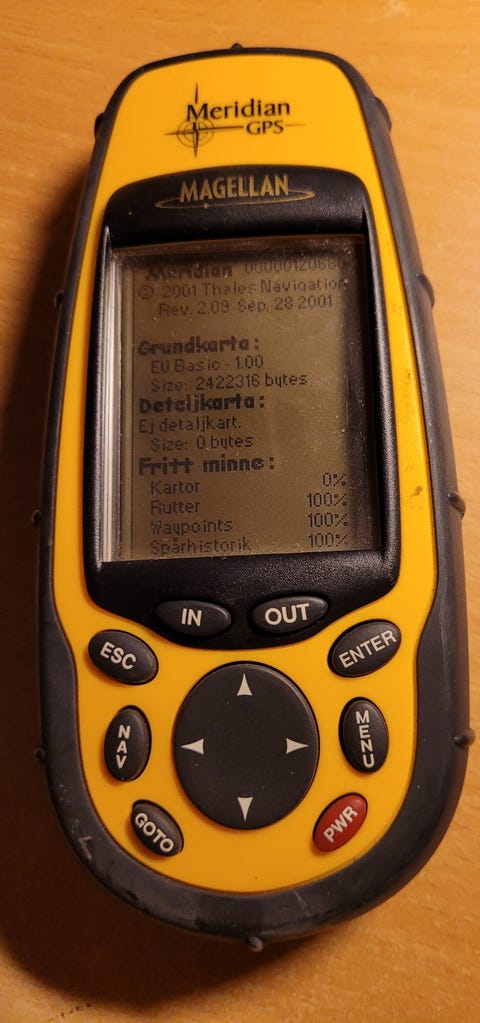 Meridian
GPS
MAGELLAN
Meridian 0000012068
© 2001 Thales Navigation
Rev. 2.09 Sep, 28 2001
Grundkarta:
EU Basic - 1.00
Size: 2422316 bytes
Detaljkarta:
Ej detaljkart.
Size: 0 bytes
Fritt minne:
Kartor 0%
Rutter 100%
Waypoints 100%
Spårhistorik 100%
IN OUT
ESC ENTER
NAV MENU
GOTO PWR